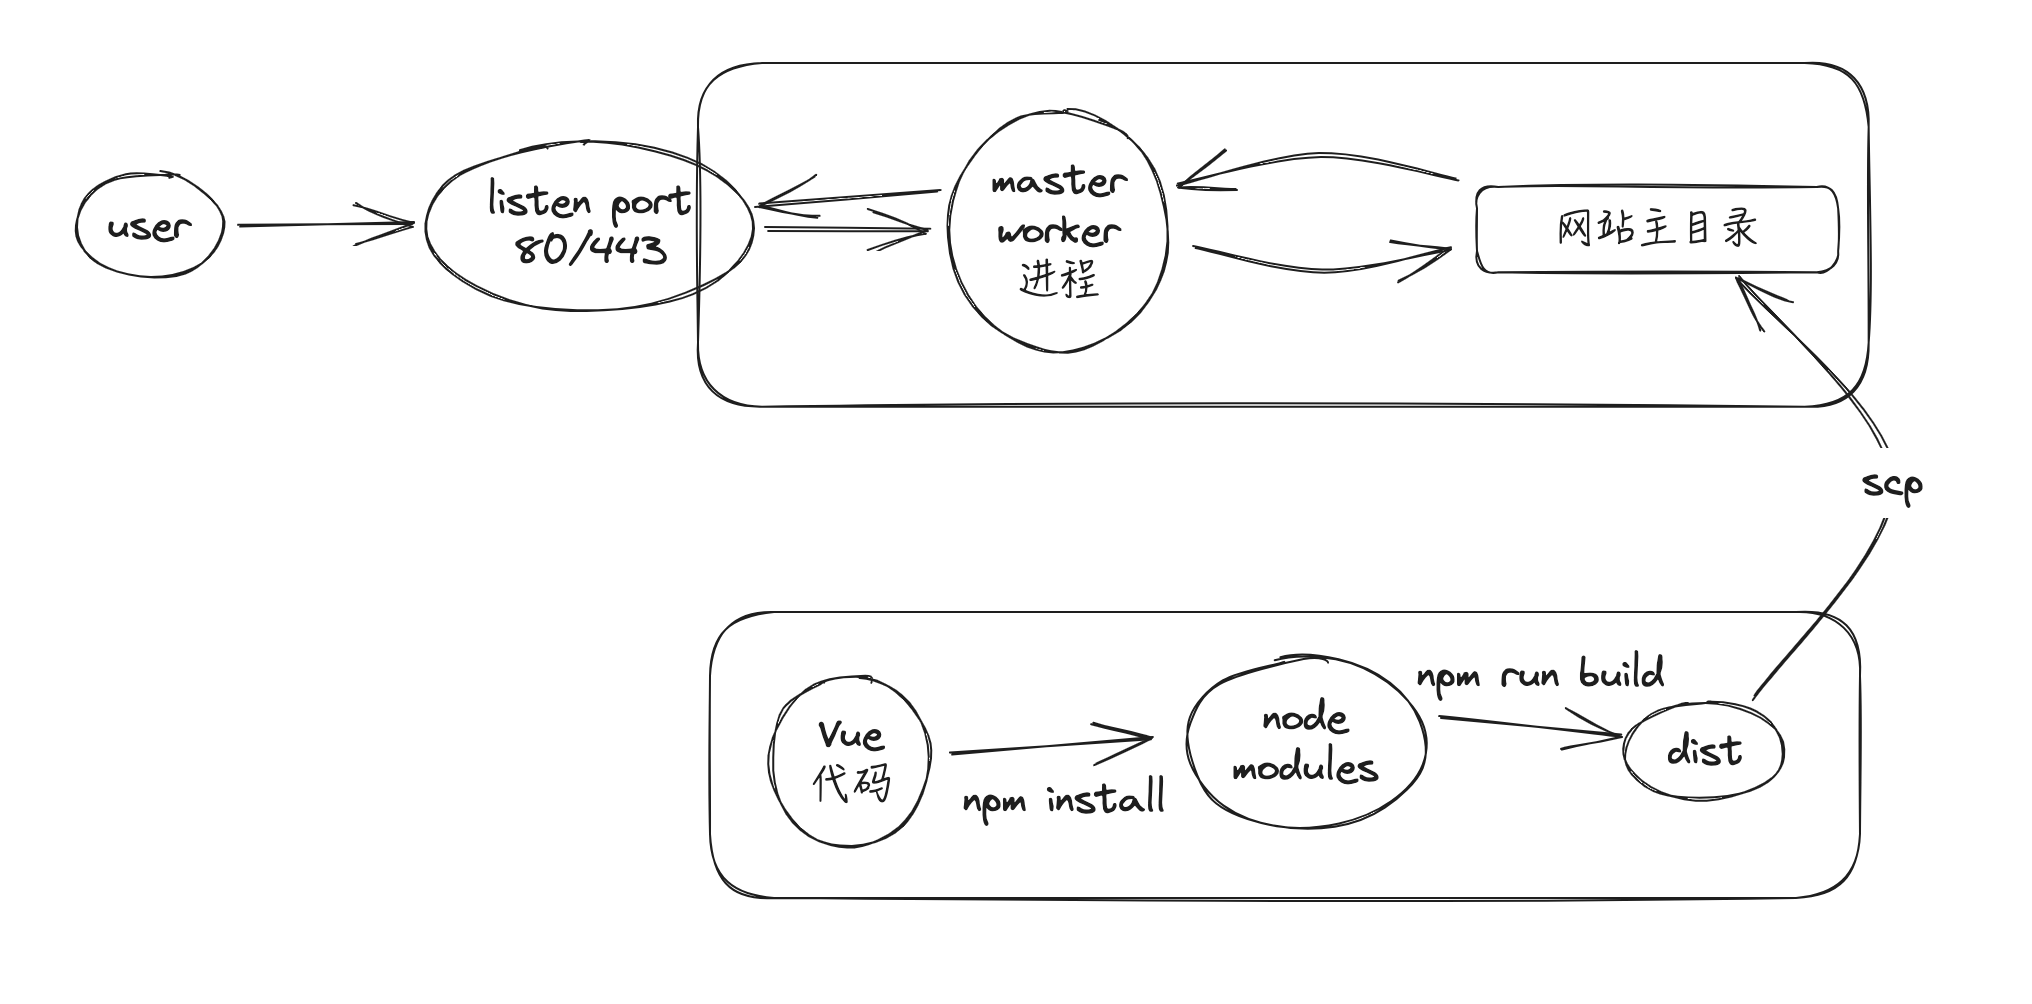 user
listen port
80/443
master
worker
进程
网站主目录
scp
Vue
代码
npm install
node
modules
npm run build
dist